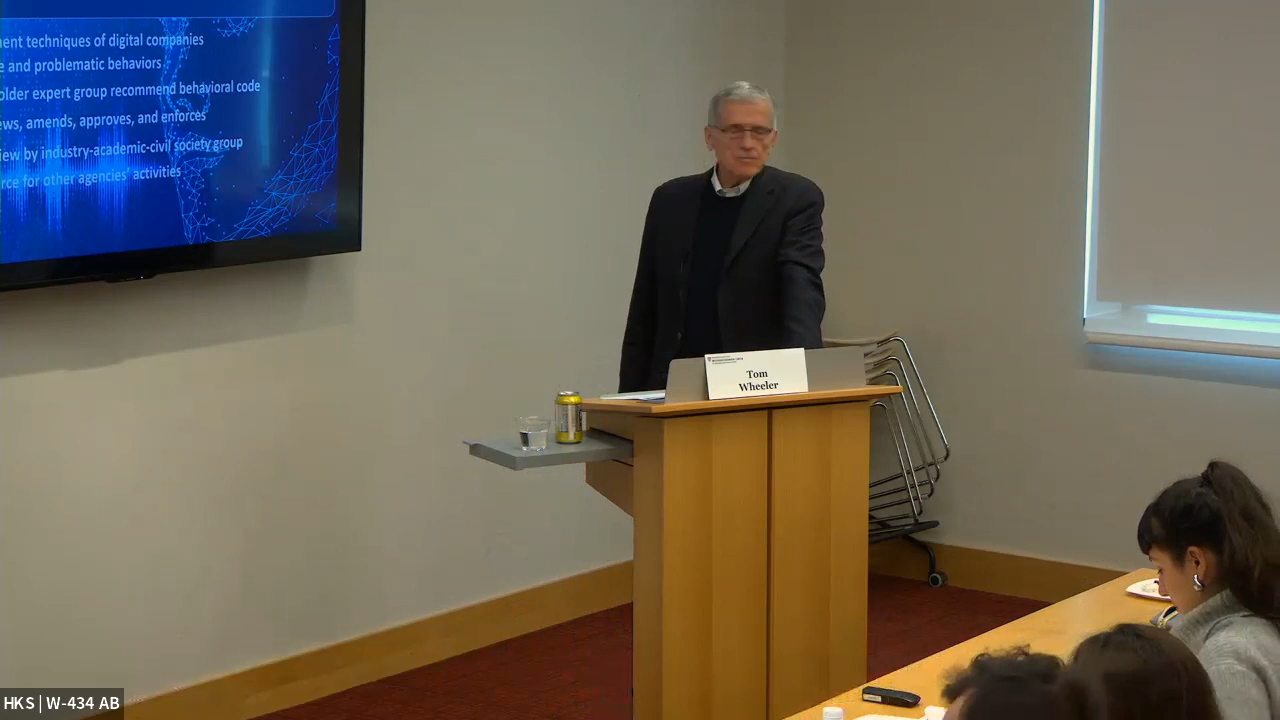 ment techniques of digital companies
e and problematic behaviors
older expert group recommend behavioral code
ews, amends, approves, and enforces
iew by industry-academic-civil society group
rce for other agencies' activities
Tom
Wheeler
HKS | W-434 AB